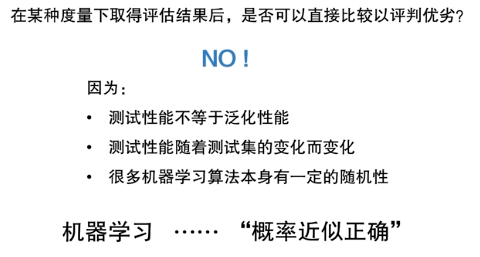 在某种度量下取得评估结果后，是否可以直接比较以评判优劣?
NO！
因为：
• 测试性能不等于泛化性能
• 测试性能随着测试集的变化而变化
• 很多机器学习算法本身有一定的随机性
机器学习 …… “概率近似正确”